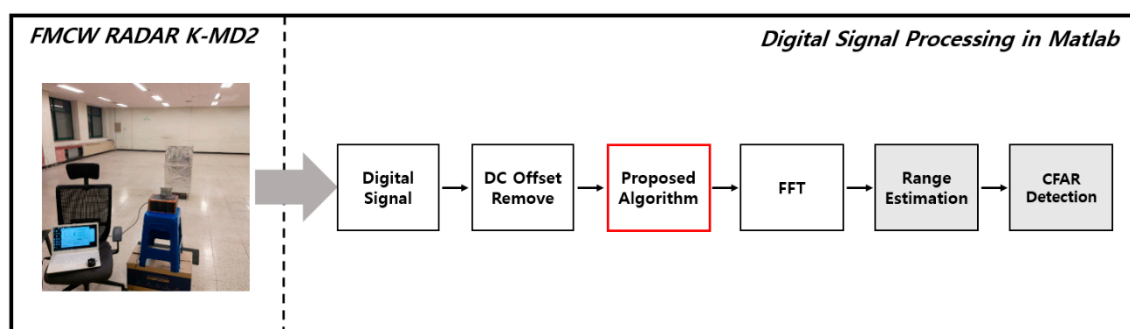 FMCW RADAR K-MD2
Digital Signal Processing in Matlab
Digital
Signal
DC Offset
Remove
Proposed
Algorithm
FFT
Range
Estimation
CFAR
Detection